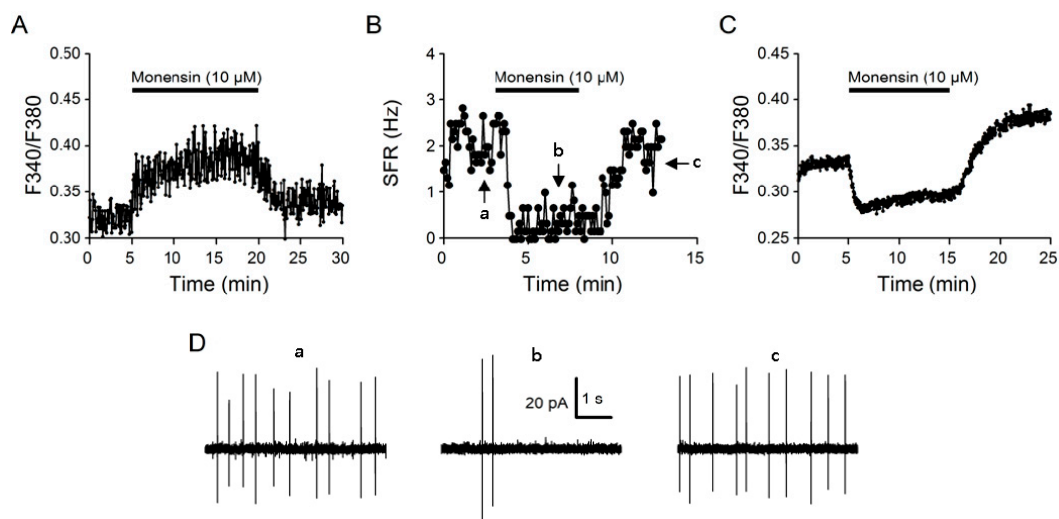 A
F340/F380
0.50
0.45
0.40
0.35
0.30
Monensin (10 µM)
0 5 10 15 20 25 30
Time (min)
B
SFR (Hz)
4
3
2
1
0
Monensin (10 µM)
a
b
c
0 5 10 15
Time (min)
C
F340/F380
0.45
0.40
0.35
0.30
0.25
Monensin (10 µM)
0 5 10 15 20 25
Time (min)
D
a
b
c
20 pA
1 s